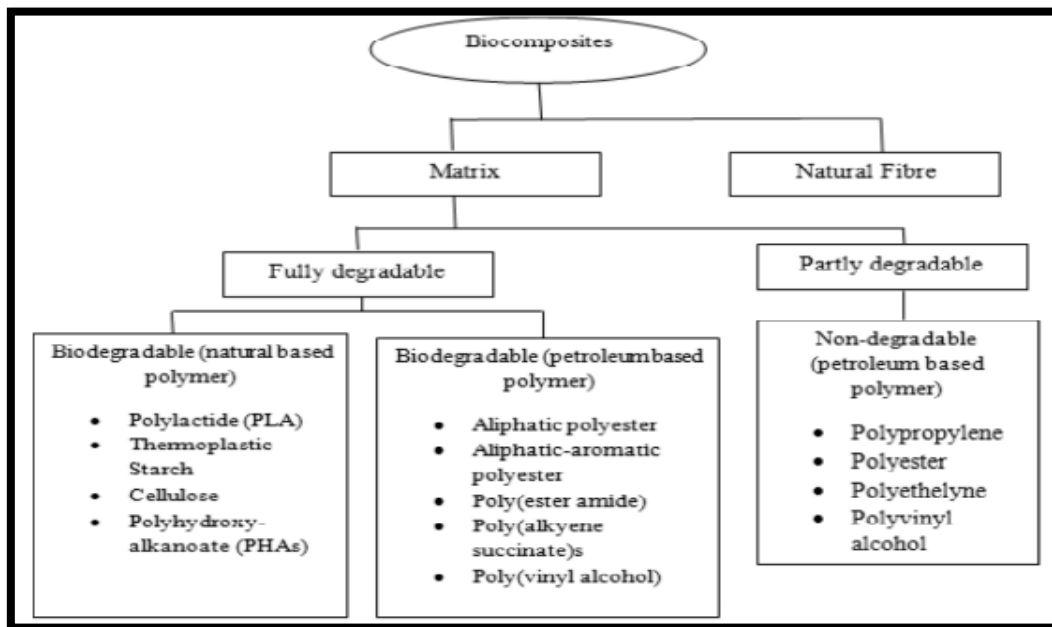 Biocomposites
Matrix
Natural Fibre
Fully degradable
Partly degradable
Biodegradable (natural based
polymer)
• Polylactide (PLA)
• Thermoplastic
Starch
• Cellulose
• Polyhydroxy-
alkanoate (PHAs)
Biodegradable (petroleum based
polymer)
• Aliphatic polyester
• Aliphatic-aromatic
polyester
• Poly(ester amide)
• Poly(alkyene
succinate)s
• Poly(vinyl alcohol)
Non-degradable
(petroleum based
polymer)
• Polypropylene
• Polyester
• Polyethelyne
• Polyvinyl
alcohol